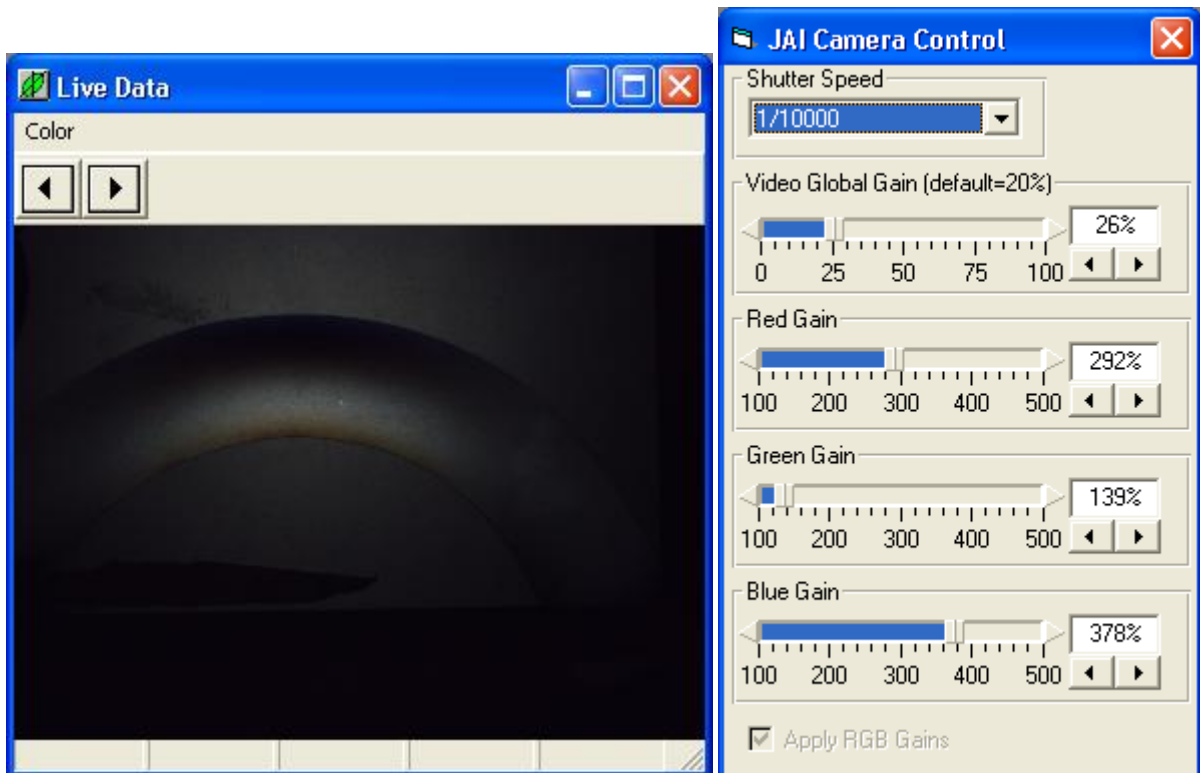 Live Data
Color
JAI Camera Control
Shutter Speed
1/10000
Video Global Gain (default=20%)
26%
0 25 50 75 100
Red Gain
292%
100 200 300 400 500
Green Gain
139%
100 200 300 400 500
Blue Gain
378%
100 200 300 400 500
Apply RGB Gains